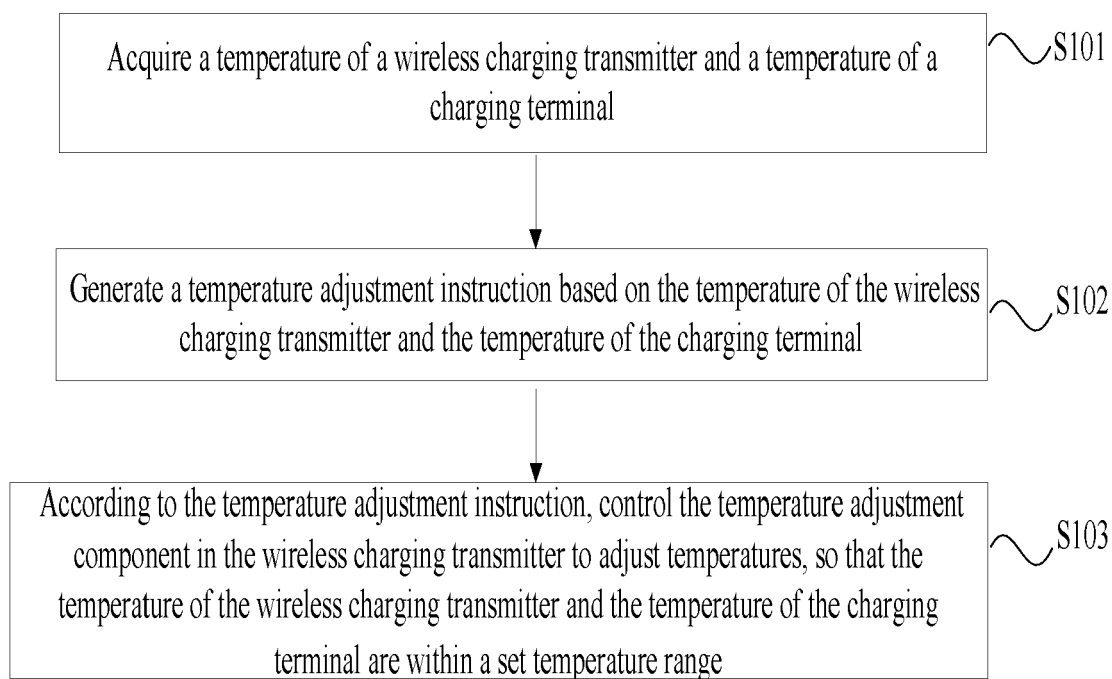 Acquire a temperature of a wireless charging transmitter and a temperature of a
charging terminal
S101
Generate a temperature adjustment instruction based on the temperature of the wireless
charging transmitter and the temperature of the charging terminal
S102
According to the temperature adjustment instruction, control the temperature adjustment
component in the wireless charging transmitter to adjust temperatures, so that the
temperature of the wireless charging transmitter and the temperature of the charging
terminal are within a set temperature range
S103